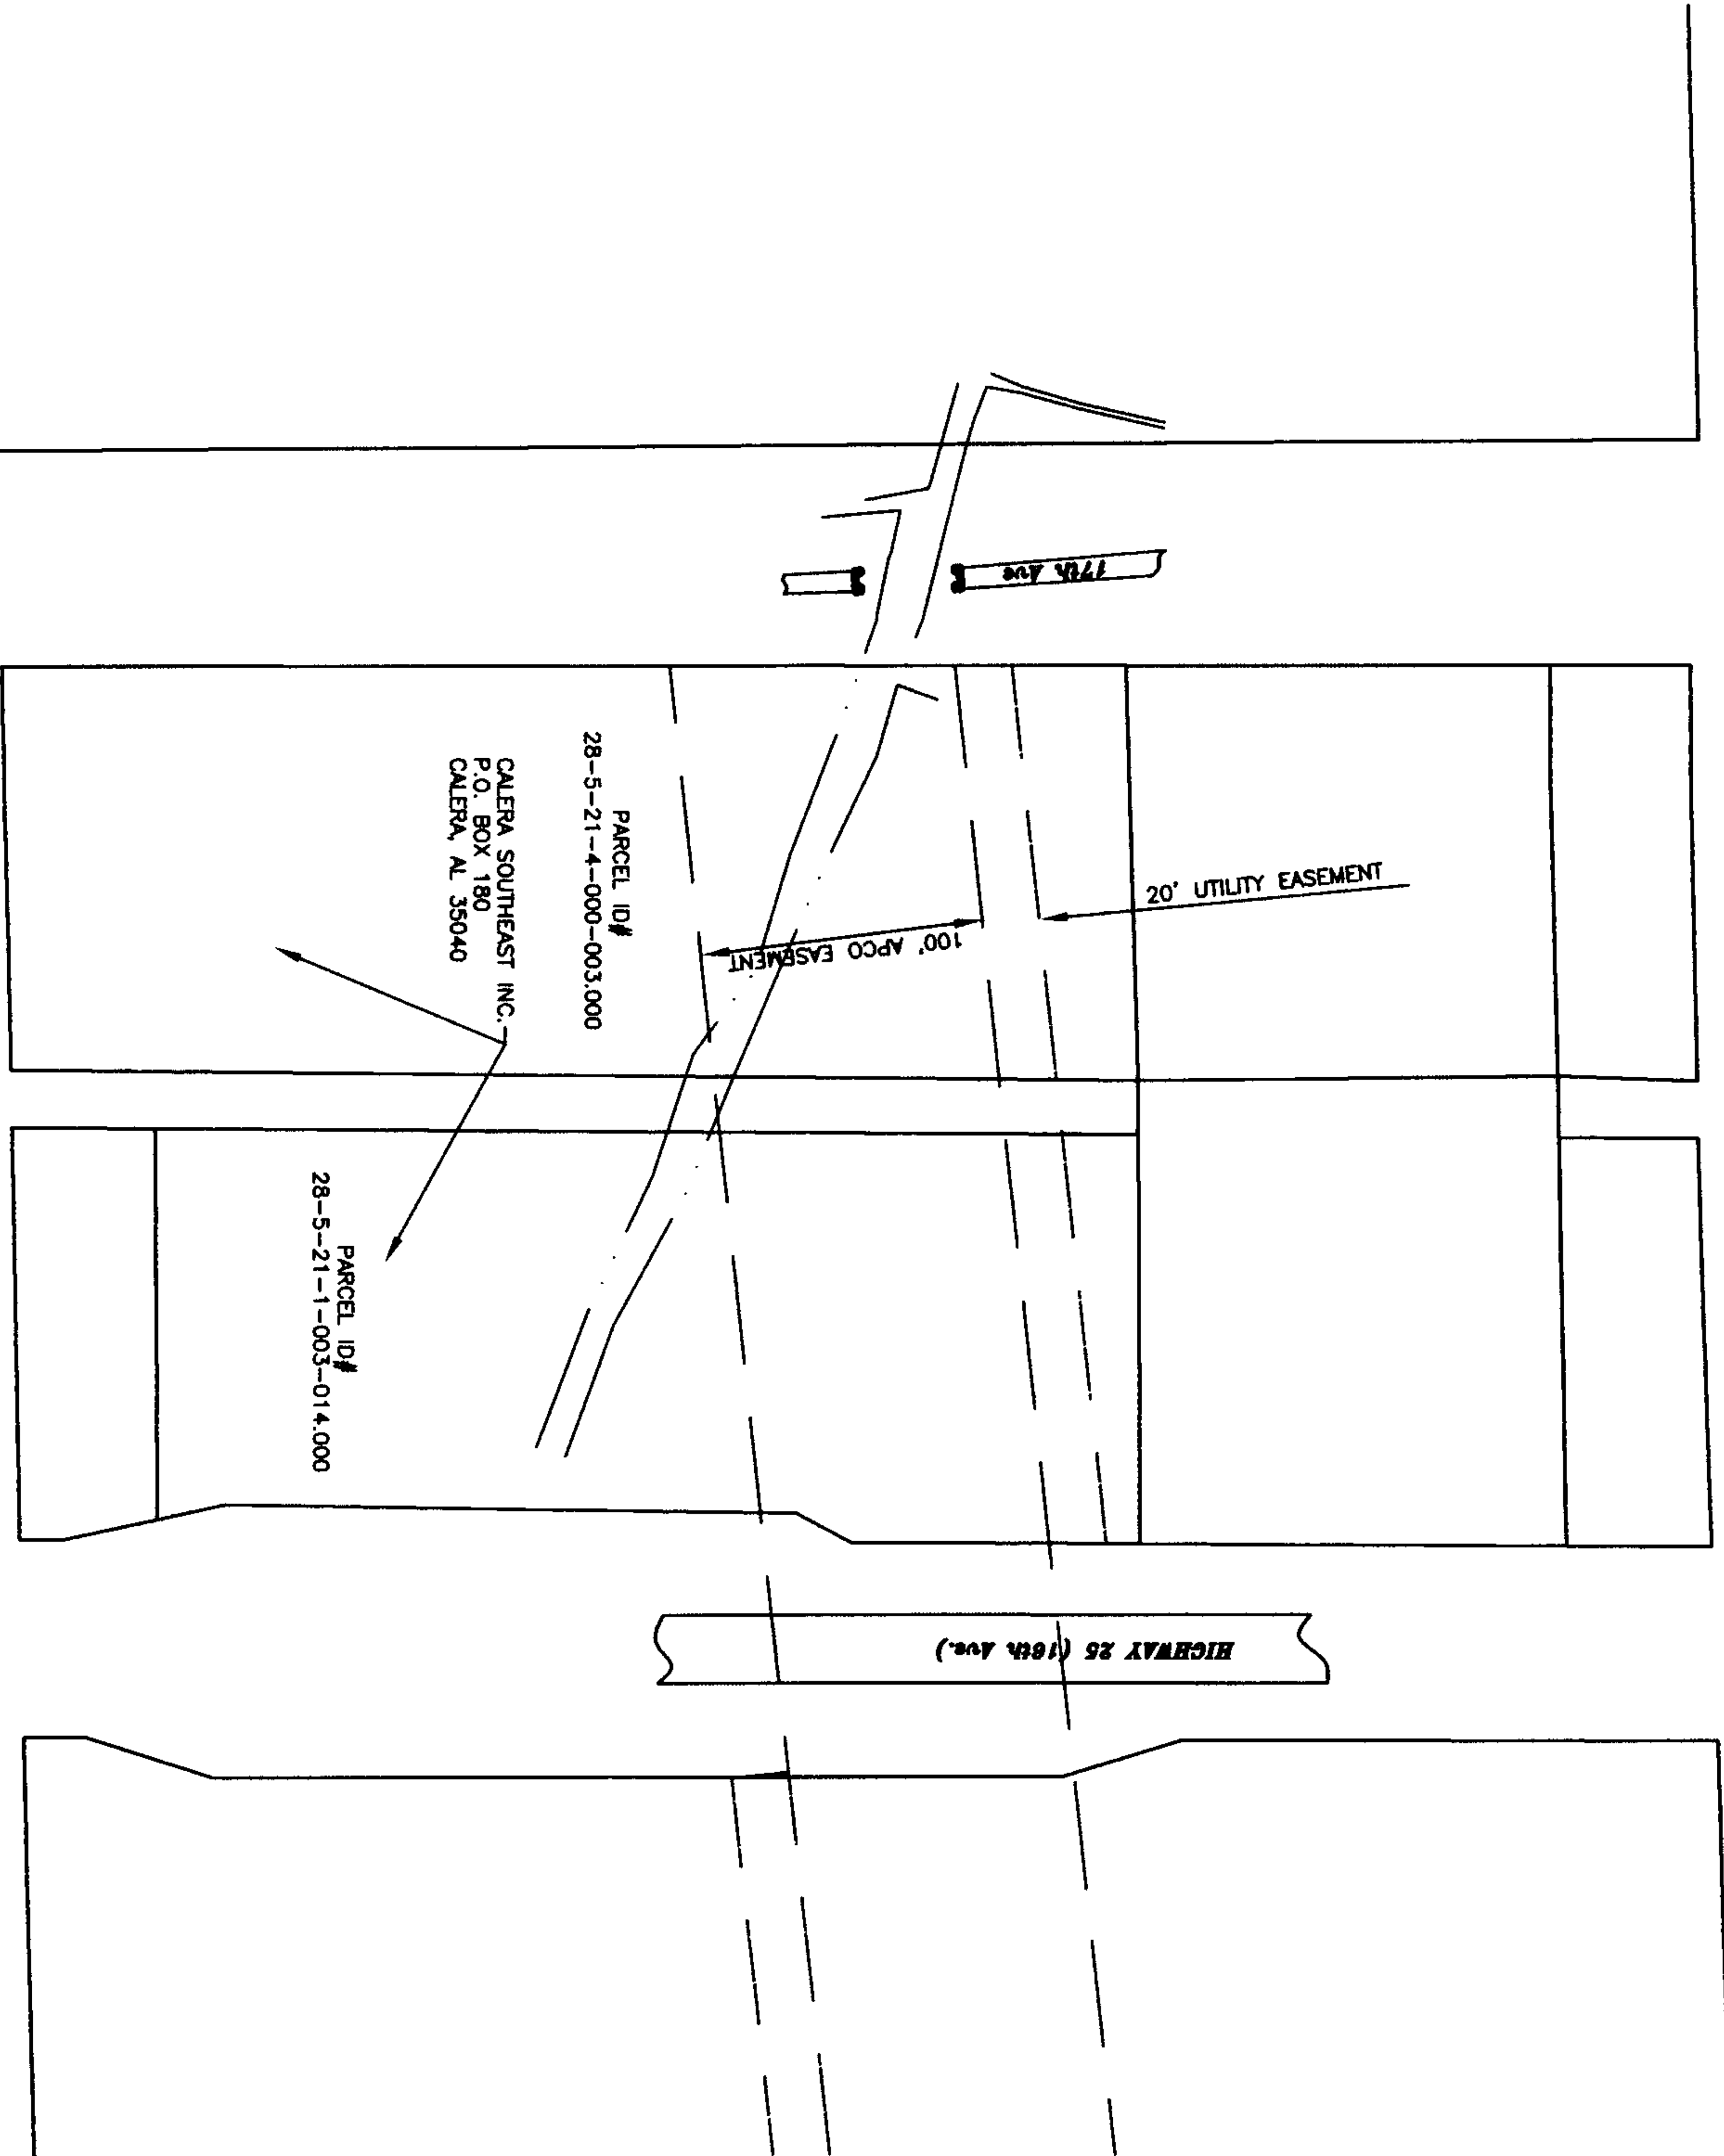 17th Ave
20' UTILITY EASEMENT
100' APCO EASEMENT
PARCEL ID#
28-5-21-4-000-003.000
CALERA SOUTHEAST INC.
P.O. BOX 180
CALERA, AL 35040
PARCEL ID#
28-5-21-1-003-014.000
HIGHWAY 25 (16th Ave.)